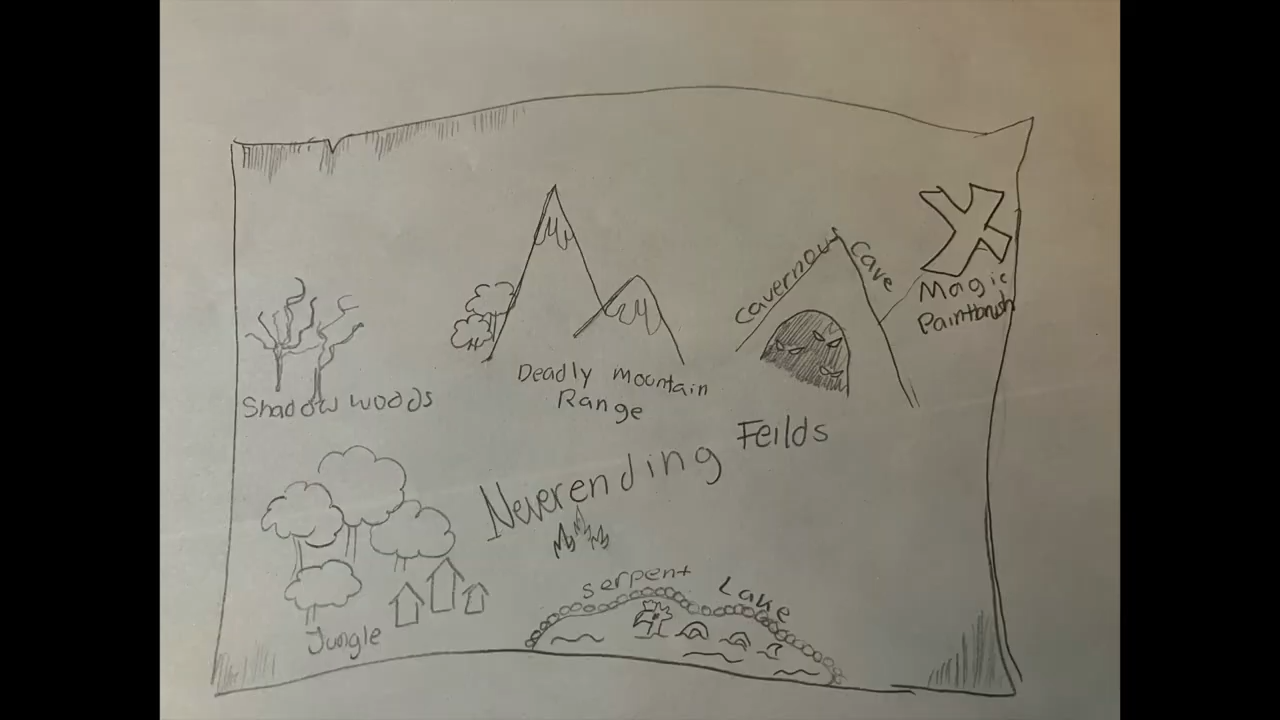 Cavernous Cave
Magic
Paintbrush
Shadow woods
Deadly mountain
Range
Neverending Feilds
Serpent Lake
Jungle